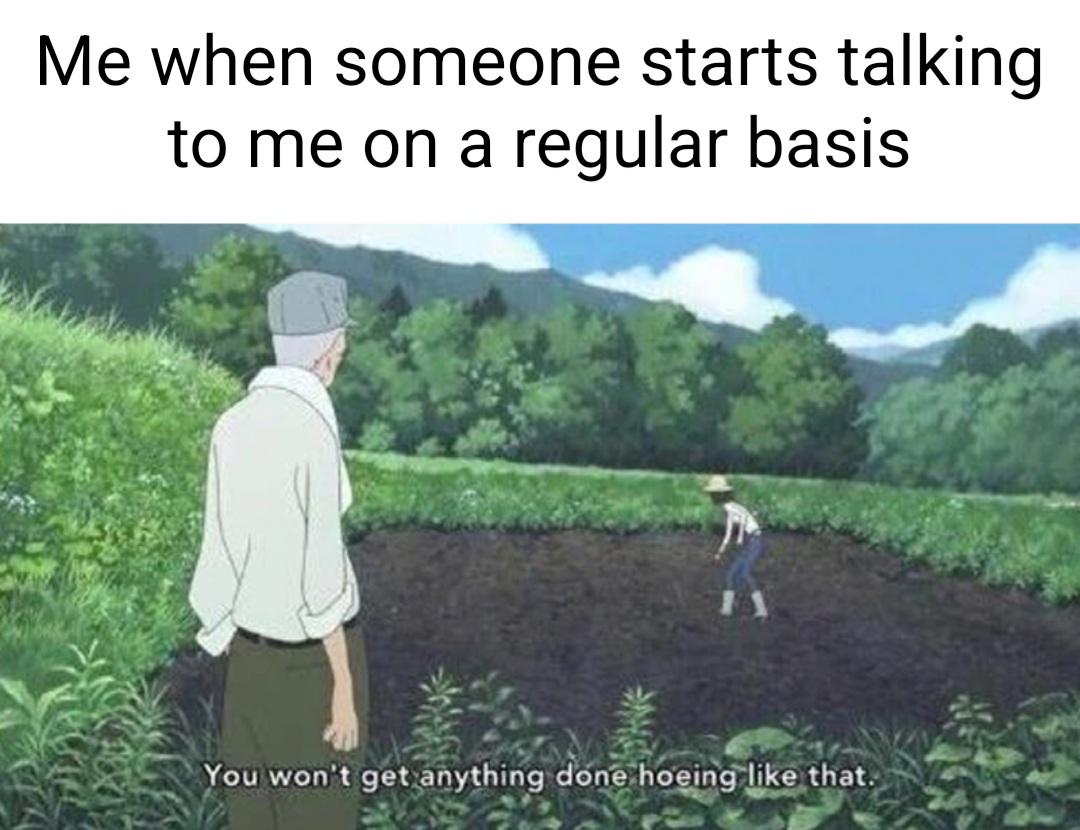 Me when someone starts talking
to me on a regular basis
You won't get anything done hoeing like that.